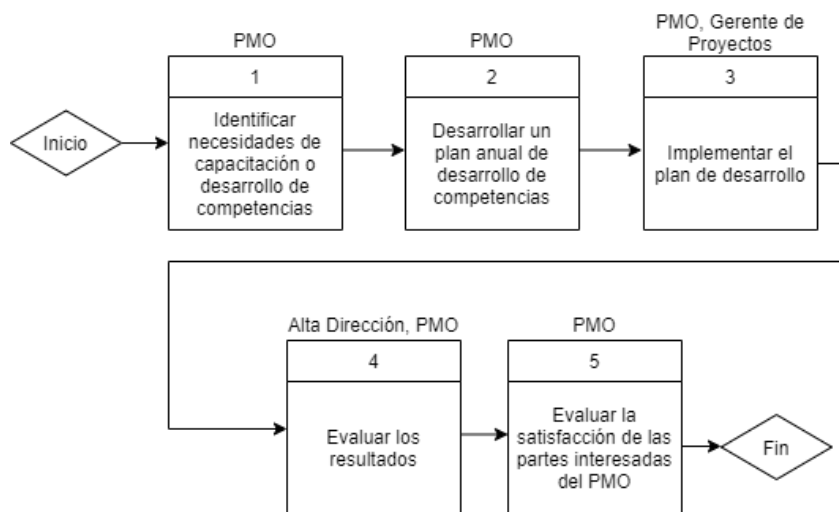 Inicio
PMO
1
Identificar
necesidades de
capacitación o
desarrollo de
competencias
PMO
2
Desarrollar un
plan anual de
desarrollo de
competencias
PMO, Gerente de
Proyectos
3
Implementar el
plan de desarrollo
Alta Dirección, PMO
4
Evaluar los
resultados
PMO
5
Evaluar la
satisfacción de las
partes interesadas
del PMO
Fin